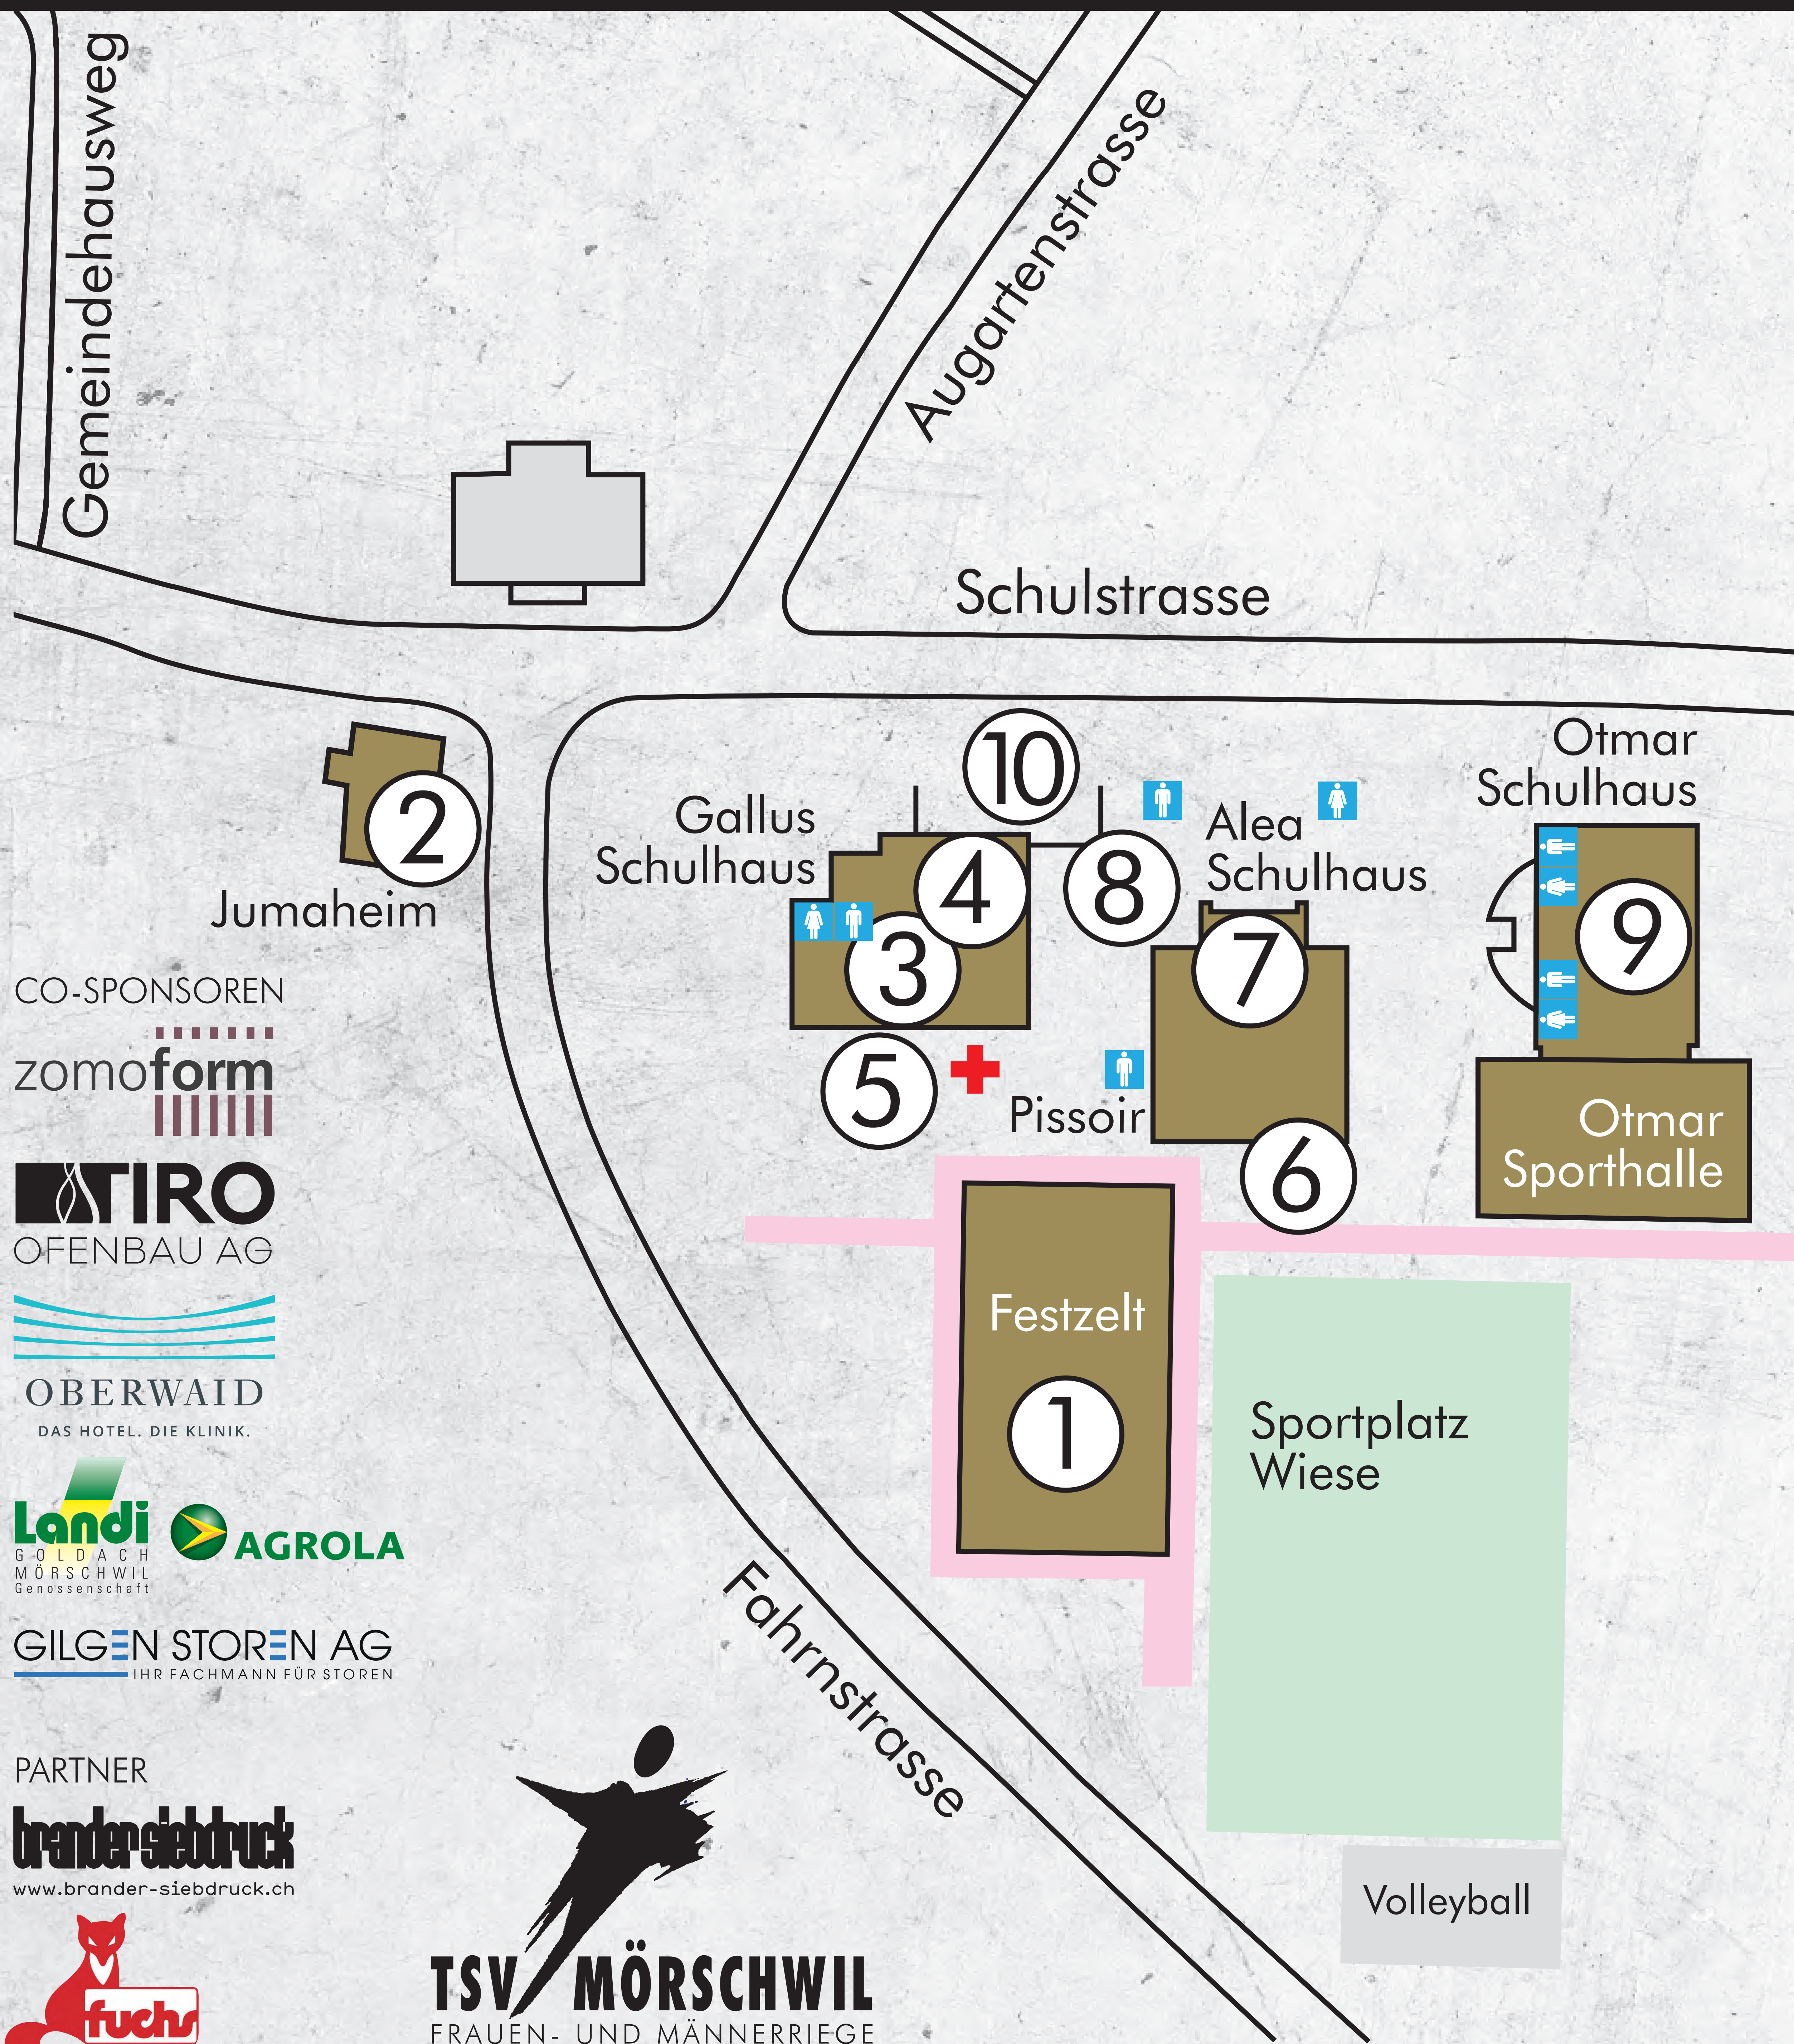 Gemeindehausweg
Augartenstrasse
Schulstrasse
10
Otmar
Schulhaus
2
Gallus
Schulhaus
4
8
Alea
Schulhaus
9
Jumaheim
3
7
CO-SPONSOREN
zomoform
5
Pissoir
Otmar
Sporthalle
6
TIRO
OFENBAU AG
Festzelt
1
OBERWAID
DAS HOTEL. DIE KLINIK.
Sportplatz
Wiese
Landi
GOLDACH
MÖRSCHWIL
Genossenschaft
AGROLA
GILGEN STOREN AG
IHR FACHMANN FÜR STOREN
Fahrnstrasse
PARTNER
brander siebdruck
www.brander-siebdruck.ch
Volleyball
fuchs
TSV MÖRSCHWIL
FRAUEN- UND MÄNNERRIEGE